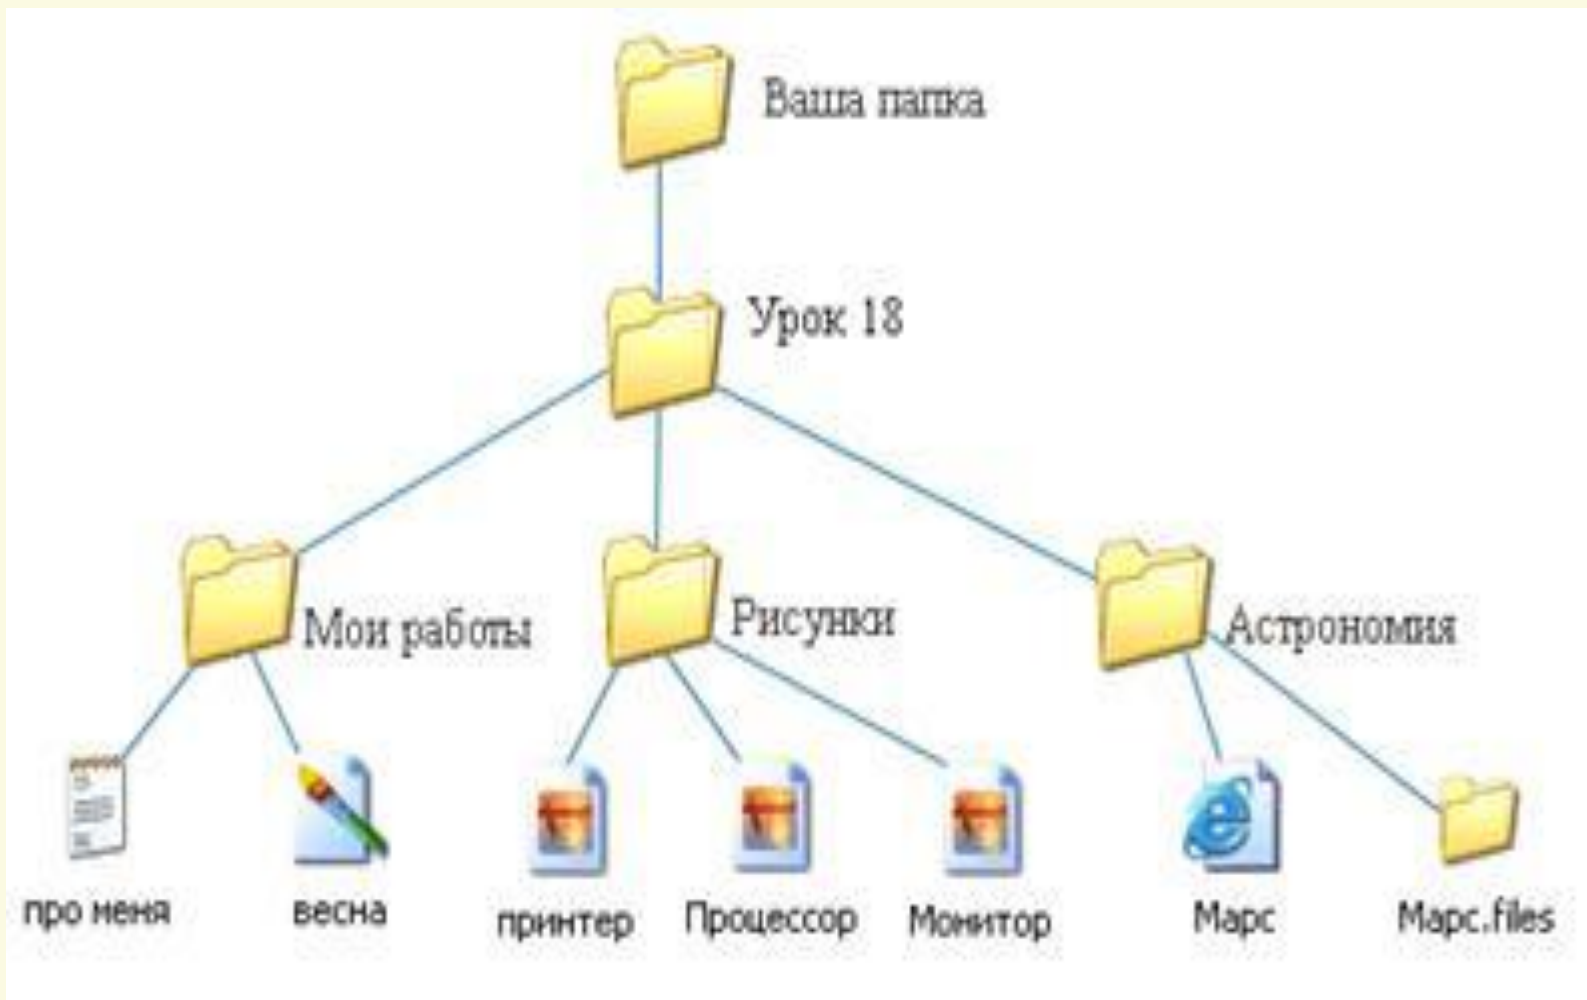 Ваша папка
Урок 18
Мои работы
Рисунки
Астрономия
про меня
весна
принтер
Процессор
Монитор
Марс
Марс.files